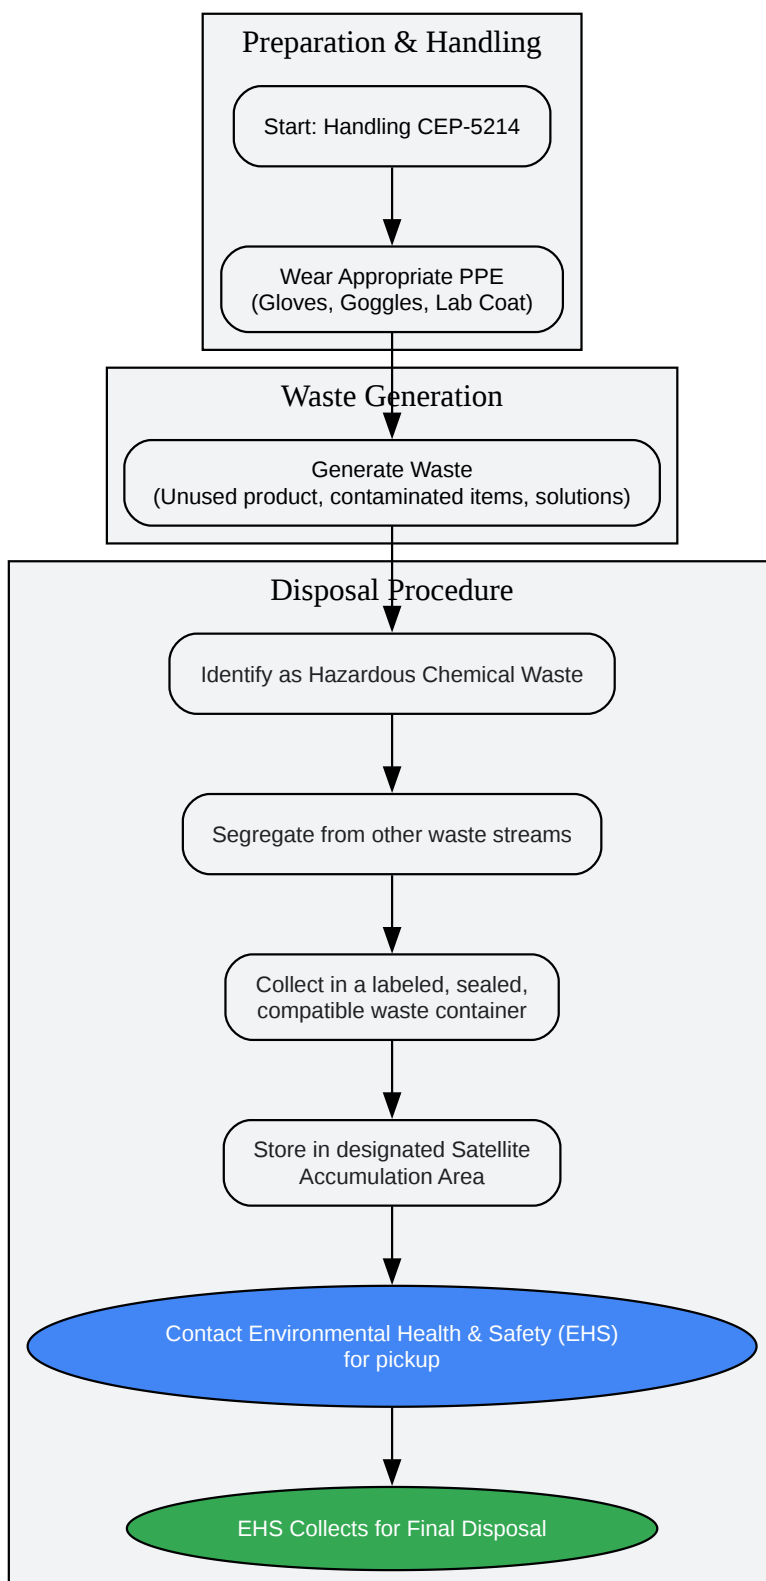 Preparation & Handling
Start: Handling CEP-5214
Wear Appropriate PPE
(Gloves, Goggles, Lab Coat)
Waste Generation
Generate Waste
(Unused product, contaminated items, solutions)
Disposal Procedure
Identify as Hazardous Chemical Waste
Segregate from other waste streams
Collect in a labeled, sealed,
compatible waste container
Store in designated Satellite
Accumulation Area
Contact Environmental Health & Safety (EHS)
for pickup
EHS Collects for Final Disposal